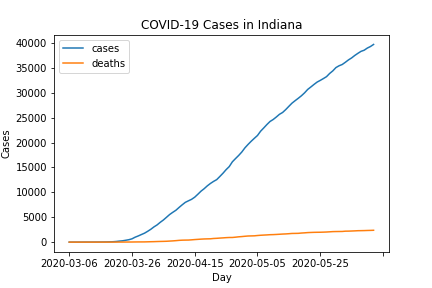 COVID-19 Cases in Indiana
cases
deaths
40000
35000
30000
25000
20000
15000
10000
5000
0
Cases
2020-03-06 2020-03-26 2020-04-15 2020-05-05 2020-05-25
Day